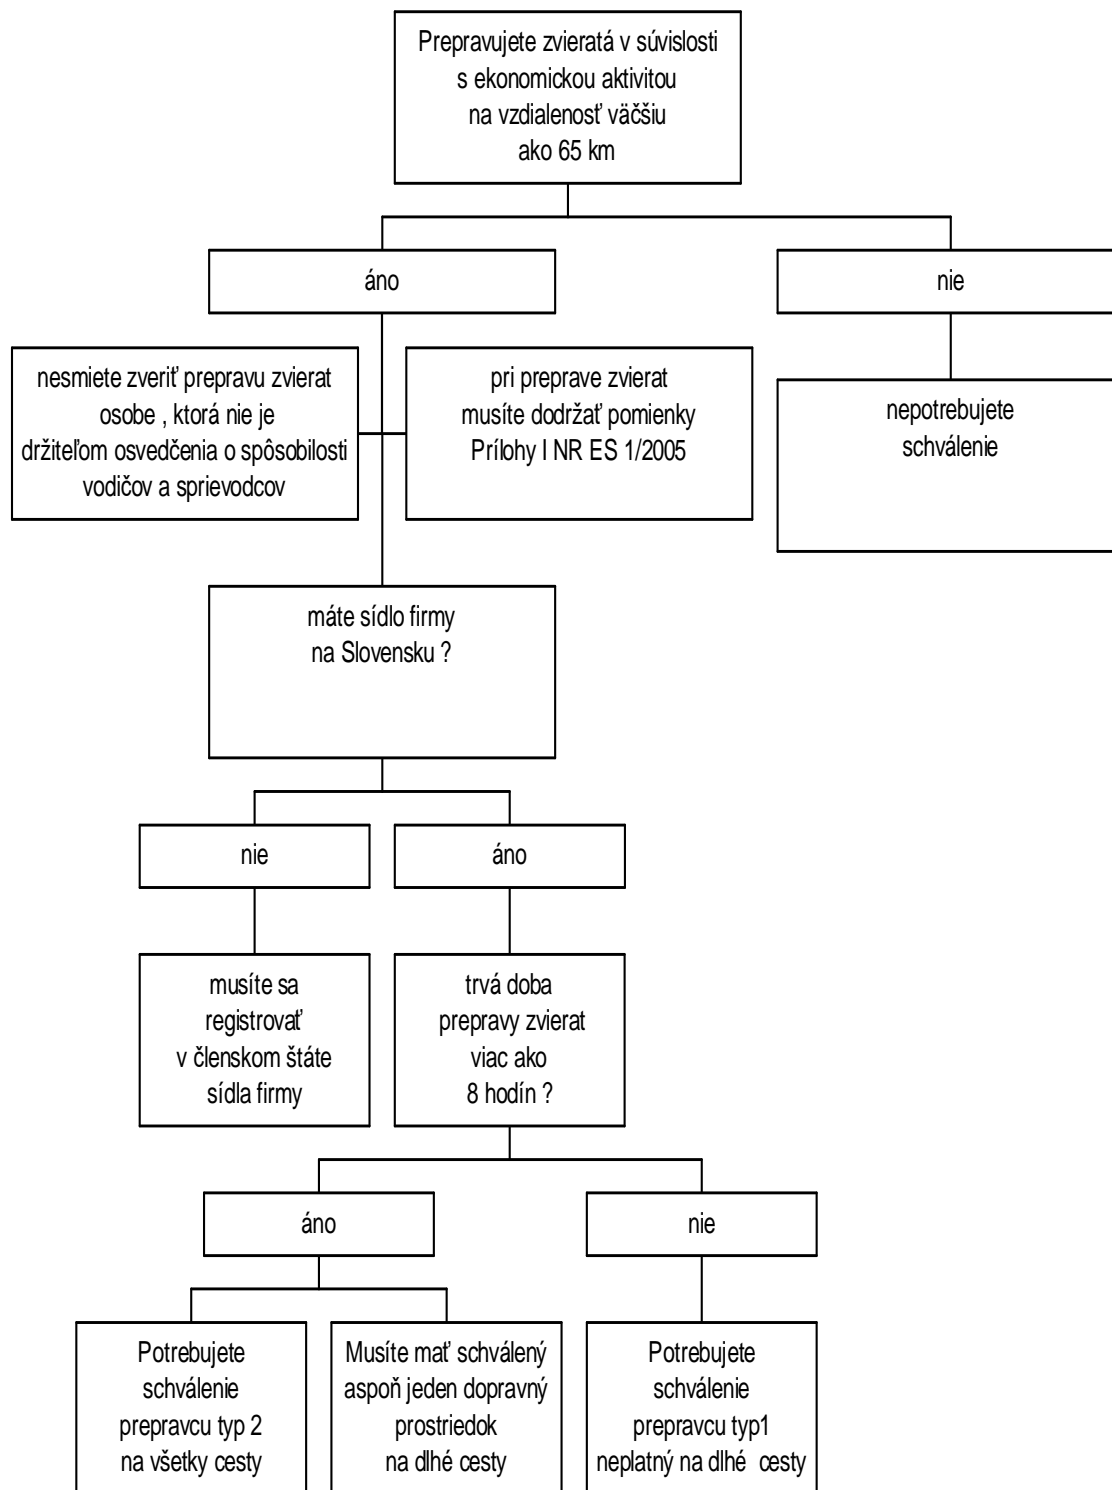 Prepravujete zvieratá v súvislosti
s ekonomickou aktivitou
na vzdialenosť väčšiu
ako 65 km
áno
nie
nesmiete zveriť prepravu zvierat
osobe , ktorá nie je
držiteľom osvedčenia o spôsobilosti
vodičov a sprievodcov
pri preprave zvierat
musíte dodržať pomienky
Prílohy I NR ES 1/2005
nepotrebujete
schválenie
máte sídlo firmy
na Slovensku ?
nie
áno
musíte sa
registrovať
v členskom štáte
sídla firmy
trvá doba
prepravy zvierat
viac ako
8 hodín ?
áno
nie
Potrebujete
schválenie
prepravcu typ 2
na všetky cesty
Musíte mať schválený
aspoň jeden dopravný
prostriedok
na dlhé cesty
Potrebujete
schválenie
prepravcu typ1
neplatný na dlhé cesty